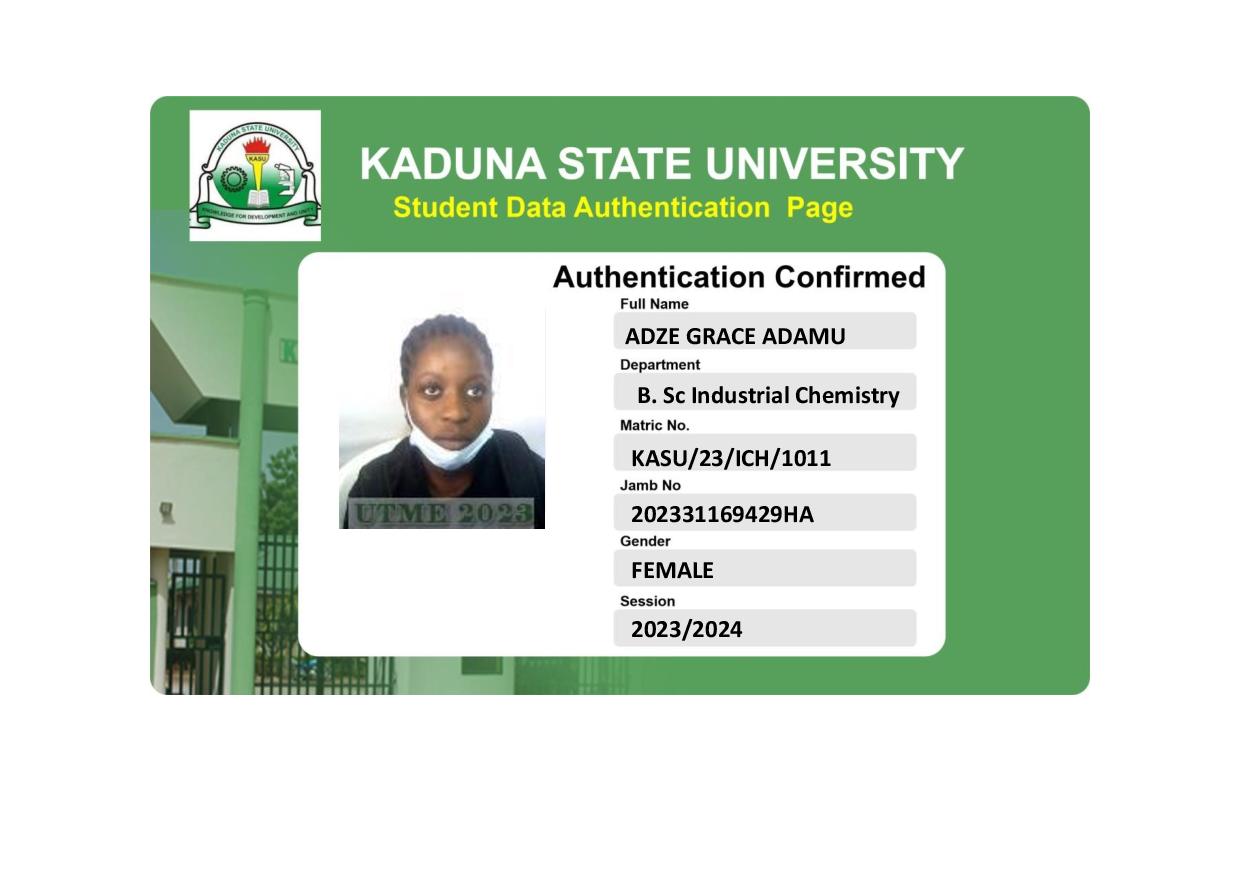 KADUNA STATE UNIVERSITY
KASU
KNOWLEDGE FOR DEVELOPMENT AND UNITY
KADUNA STATE UNIVERSITY
Student Data Authentication Page
Authentication Confirmed
Full Name
ADZE GRACE ADAMU
Department
B. Sc Industrial Chemistry
Matric No.
KASU/23/ICH/1011
Jamb No
202331169429HA
Gender
FEMALE
Session
2023/2024
UTME 2023
K